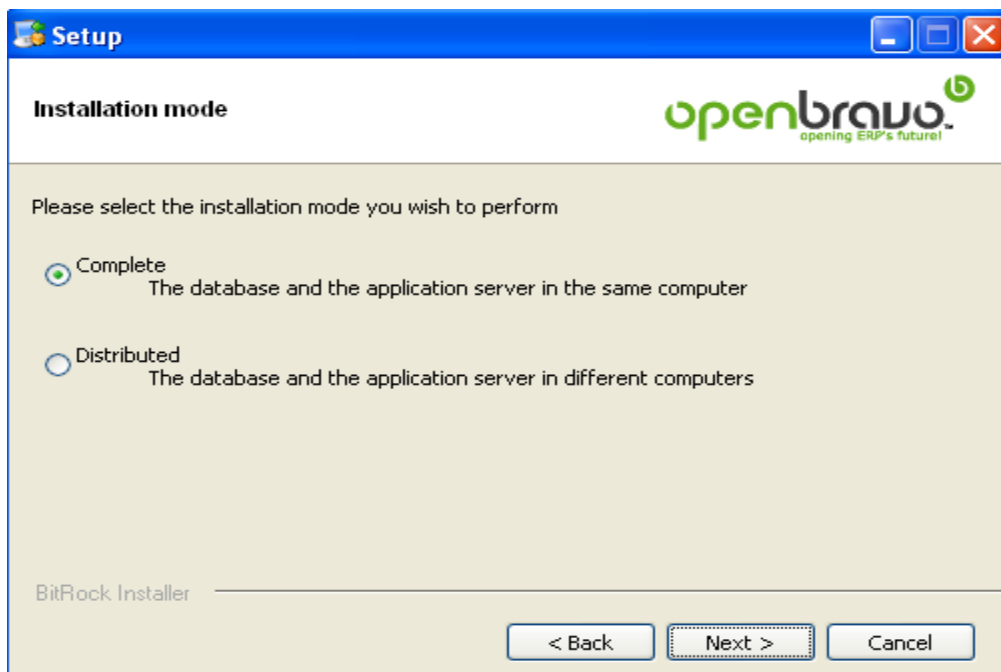 Setup
Installation mode
openbravo
b
TM
opening ERP's future!
Please select the installation mode you wish to perform
Complete
The database and the application server in the same computer
Distributed
The database and the application server in different computers
BitRock Installer
< Back Next > Cancel